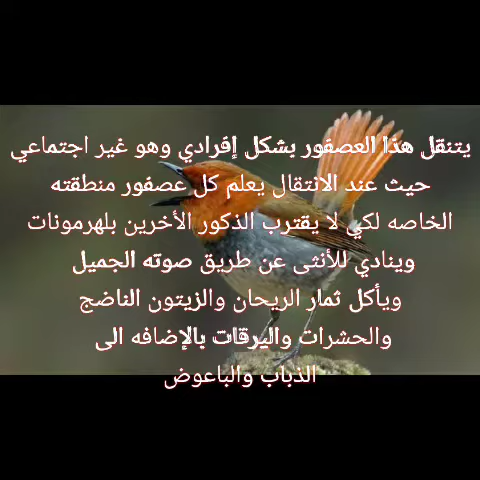 يتنقل هذا العصفور بشكل إفرادي وهو غير اجتماعي
حيث عند الانتقال يعلم كل عصفور منطقته
الخاصه لكي لا يقترب الذكور الأخرين بلهرمونات
وينادي للأنثى عن طريق صوته الجميل
ويأكل ثمار الريحان والزيتون الناضج
والحشرات واليرقات بالإضافه الى
الذباب والباعوض